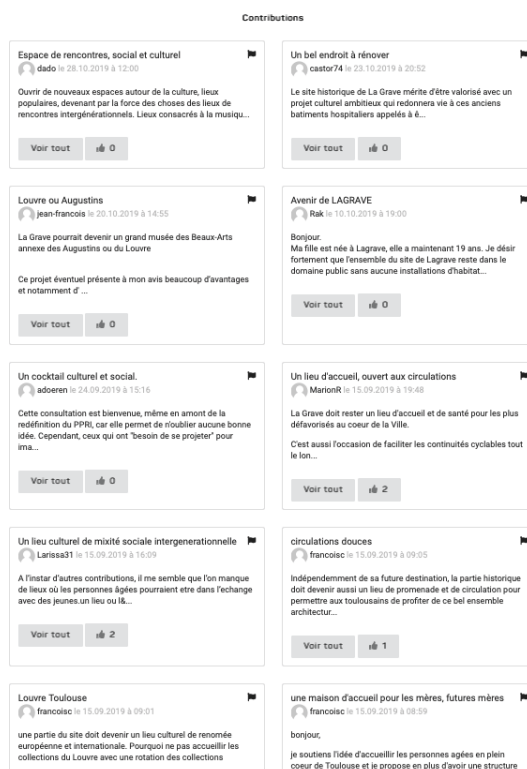 Contributions
Espace de rencontres, social et culturel
dado le 28.10.2019 à 12:00
Ouvrir de nouveaux espaces autour de la culture, lieux
populaires, devenant par la force des choses des lieux de
rencontres intergénérationnels. Lieux consacrés à la musiqu...
Voir tout 0
Un bel endroit à rénover
castor74 le 23.10.2019 à 20:52
Le site historique de La Grave mérite d'être valorisé avec un
projet culturel ambitieux qui redonnera vie à ces anciens
batiments hospitaliers appelés à ê...
Voir tout 0
Louvre ou Augustins
jean-francois le 20.10.2019 à 14:55
La Grave pourrait devenir un grand musée des Beaux-Arts
annexe des Augustins ou du Louvre
Ce projet éventuel présente à mon avis beaucoup d'avantages
et notamment d' ...
Voir tout 0
Avenir de LAGRAVE
Rak le 10.10.2019 à 19:00
Bonjour.
Ma fille est née à Lagrave, elle a maintenant 19 ans. Je désir
fortement que l'ensemble du site de Lagrave reste dans le
domaine public sans aucune installations d'habitat...
Voir tout 0
Un cocktail culturel et social.
adoeren le 24.09.2019 à 15:16
Cette consultation est bienvenue, même en amont de la
redéfinition du PPRI, car elle permet de n'oublier aucune bonne
idée. Cependant, ceux qui ont "besoin de se projeter" pour
ima...
Voir tout 0
Un lieu d'accueil, ouvert aux circulations
MarionR le 15.09.2019 à 19:48
La Grave doit rester un lieu d'accueil et de santé pour les plus
défavorisés au coeur de la Ville.
C'est aussi l'occasion de faciliter les continuités cyclables tout
le lon...
Voir tout 2
Un lieu culturel de mixité sociale intergenerationnelle
Larissa31 le 15.09.2019 à 16:09
A l'instar d'autres contributions, il me semble que l'on manque
de lieux où les personnes âgées pourraient etre dans l'echange
avec des jeunes.un lieu ou l&...
Voir tout 2
circulations douces
francoisc le 15.09.2019 à 09:05
Indépendemment de sa future destination, la partie historique
doit devenir aussi un lieu de promenade et de circulation pour
permettre aux toulousains de profiter de ce bel ensemble
architectur...
Voir tout 1
Louvre Toulouse
francoisc le 15.09.2019 à 09:01
une partie du site doit devenir un lieu culturel de renomée
européenne et internationale. Pourquoi ne pas accueillir les
collections du Louvre avec une rotation des collections
une maison d'accueil pour les mères, futures mères
francoisc le 15.09.2019 à 08:59
bonjour,
je soutiens l'idée d'accueillir les personnes agées en plein
coeur de Toulouse et je propose en plus d'avoir une structure